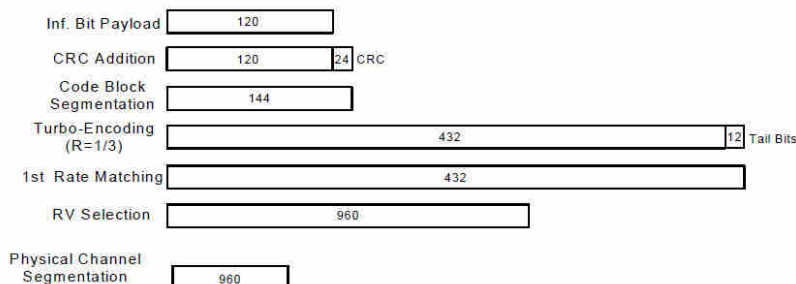 Inf. Bit Payload 120
CRC Addition 120 24 CRC
Code Block
Segmentation 144
Turbo-Encoding
(R=1/3) 432 12 Tail Bits
1st Rate Matching 432
RV Selection 960
Physical Channel
Segmentation 960